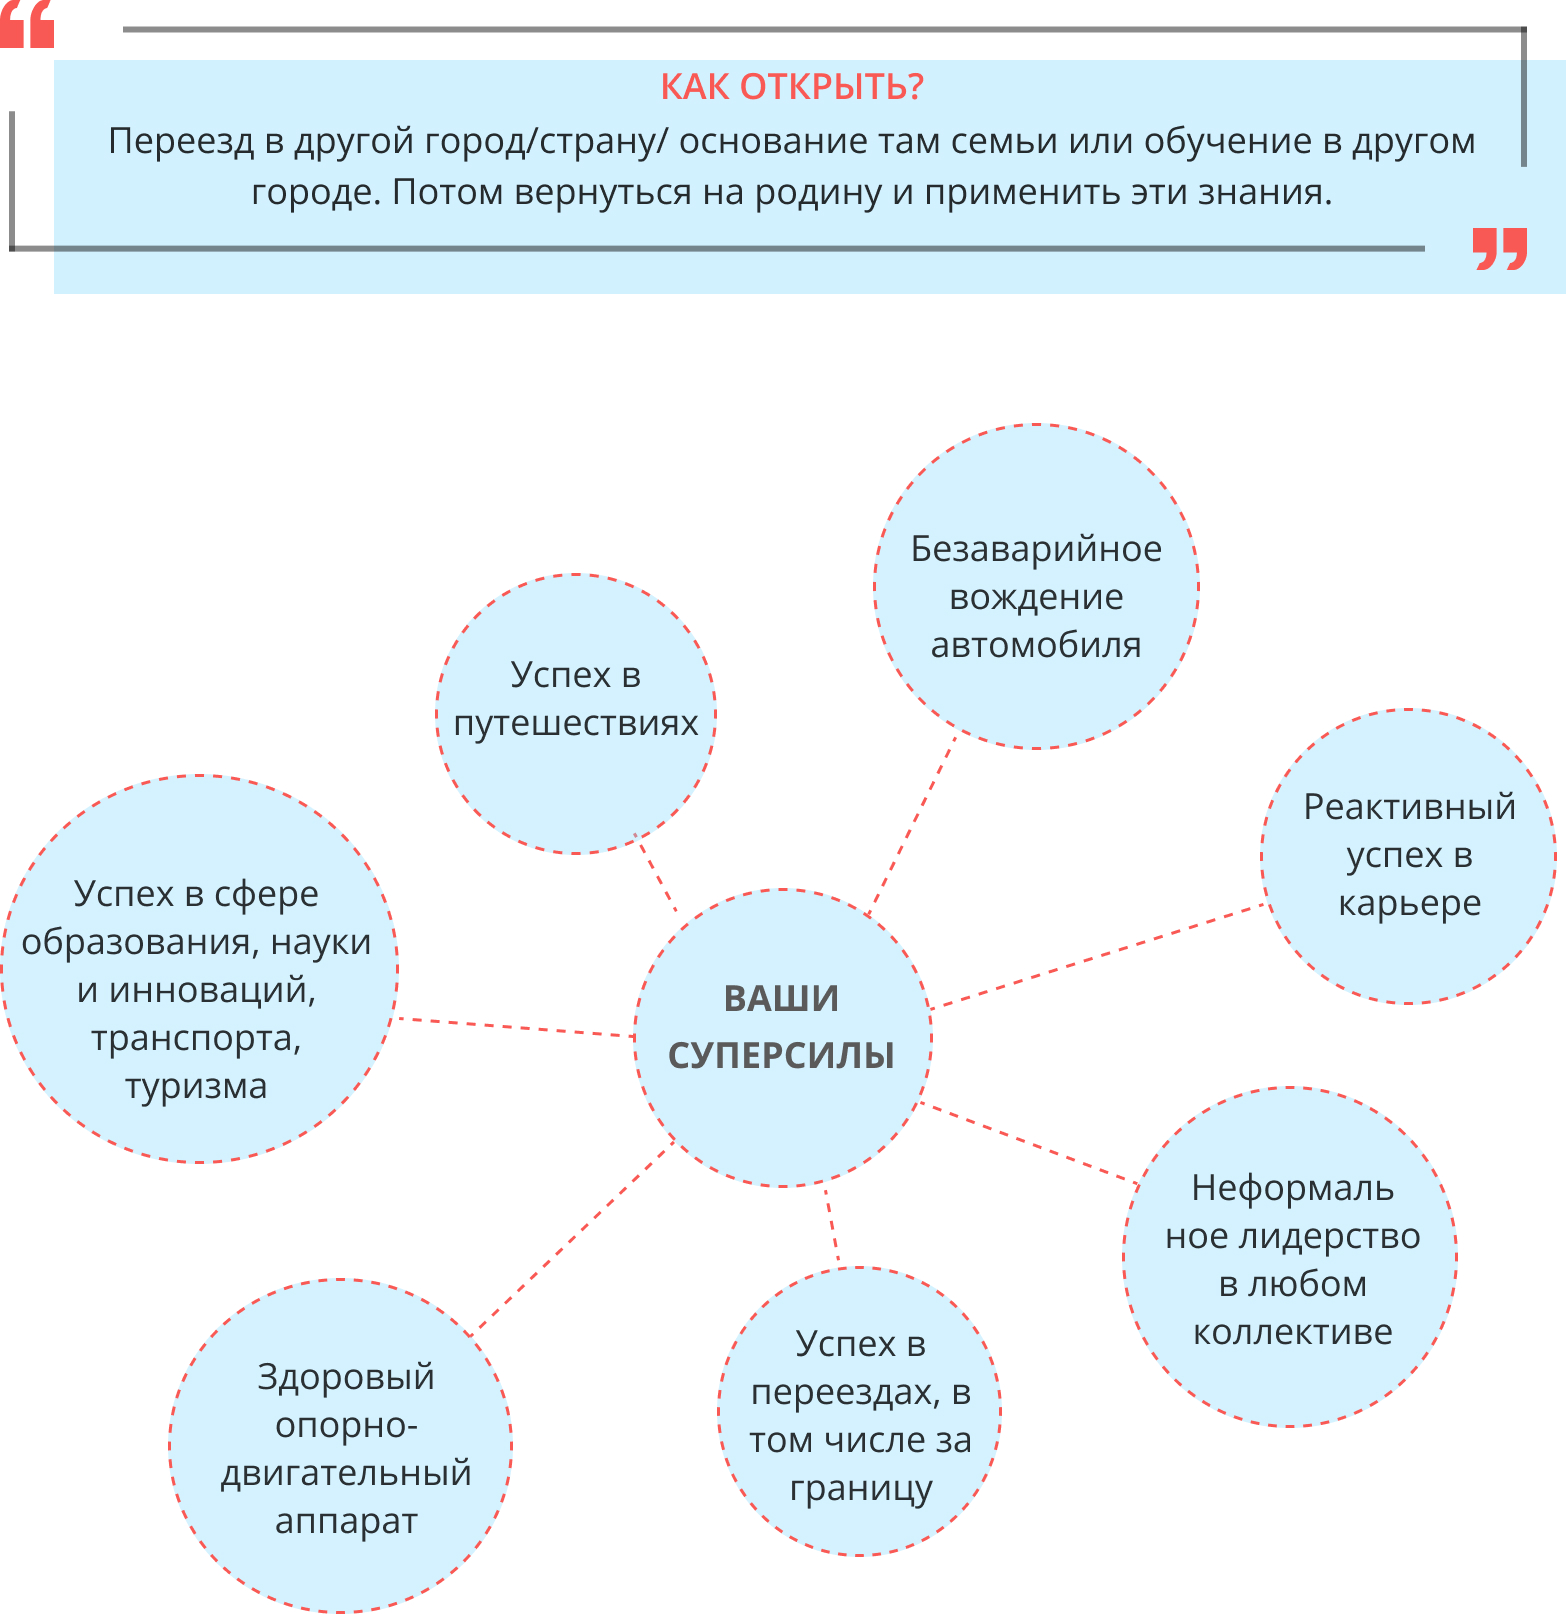 КАК ОТКРЫТЬ?
Переезд в другой город/страну/ основание там семьи или обучение в другом
городе. Потом вернуться на родину и применить эти знания.
Безаварийное
вождение
автомобиля
Успех в
путешествиях
Реактивный
успех в
карьере
Успех в сфере
образования, науки
и инноваций,
транспорта,
туризма
ВАШИ
СУПЕРСИЛЫ
Неформаль
ное лидерство
в любом
коллективе
Успех в
переездах, в
том числе за
границу
Здоровый
опорно-
двигательный
аппарат